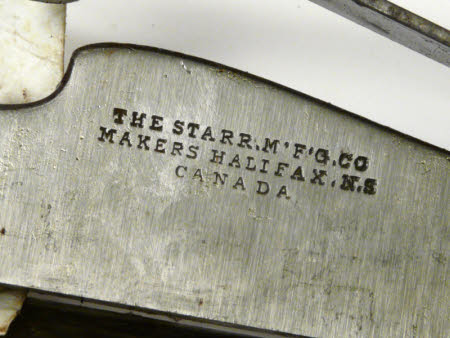 THE STARR.M'F'G.CO
MAKERS HALIFAX.N.S
CANADA